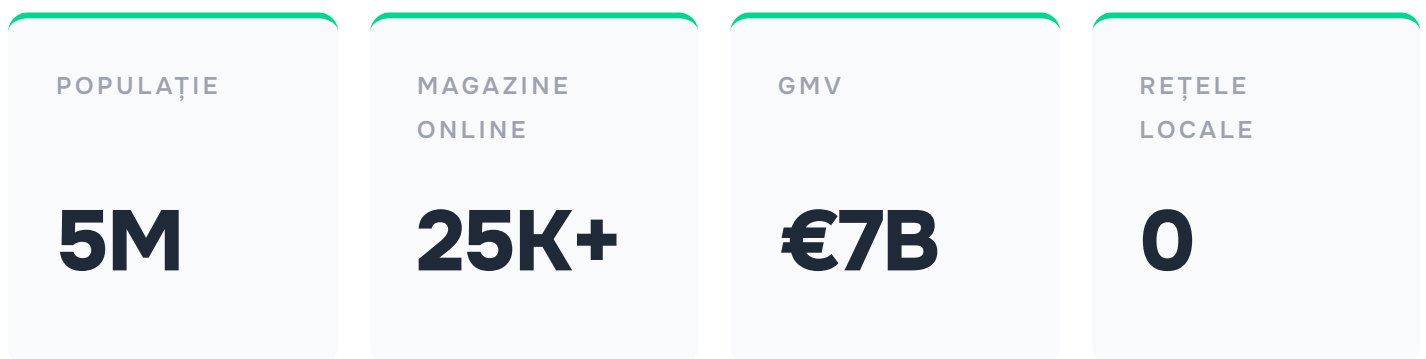 POPULAȚIE
5M
MAGAZINE
ONLINE
25K+
GMV
€7B
REȚELE
LOCALE
0